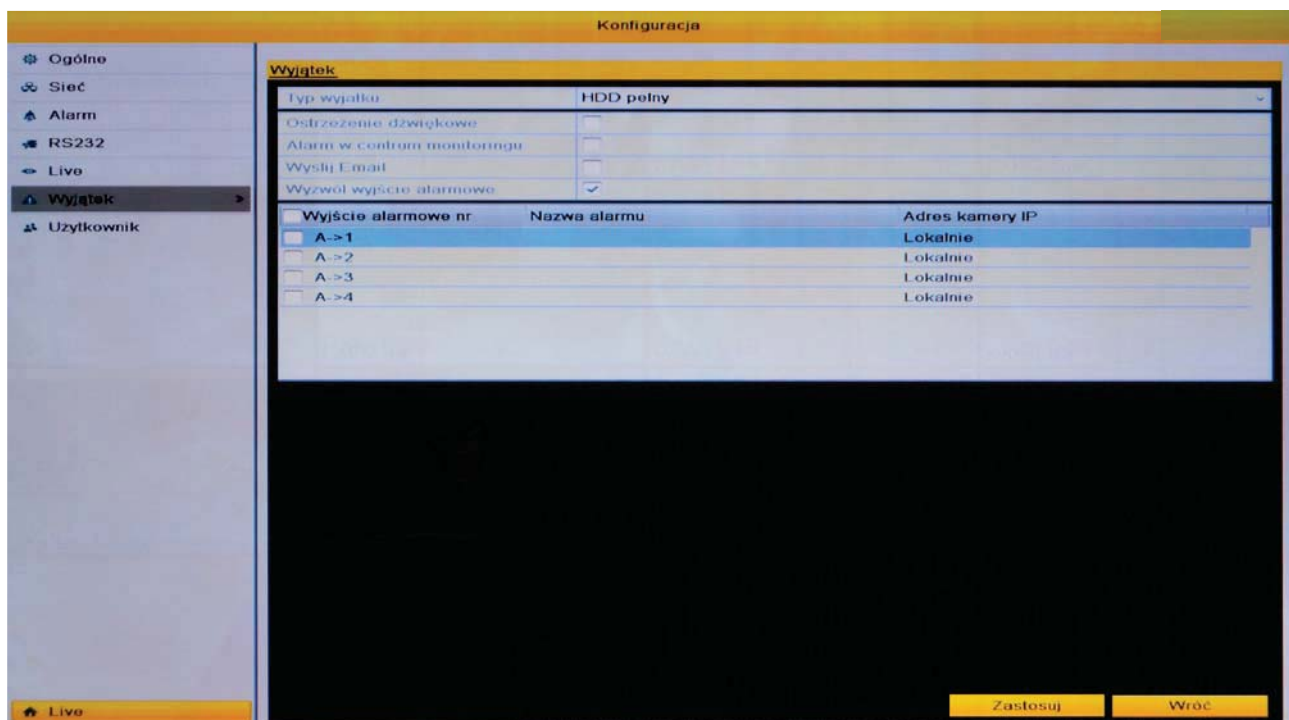 Konfiguracja
Ogólne
Sieć
Alarm
RS232
Live
Wyjątek
Użytkownik
Live
Wyjątek
Typ wyjątku HDD pełny
Ostrzeżenie dźwiękowe
Alarm w centrum monitoringu
Wyślij Email
Wyzwól wyjście alarmowe
Wyjście alarmowe nr Nazwa alarmu Adres kamery IP
A->1 Lokalnie
A->2 Lokalnie
A->3 Lokalnie
A->4 Lokalnie
Zastosuj Wróć